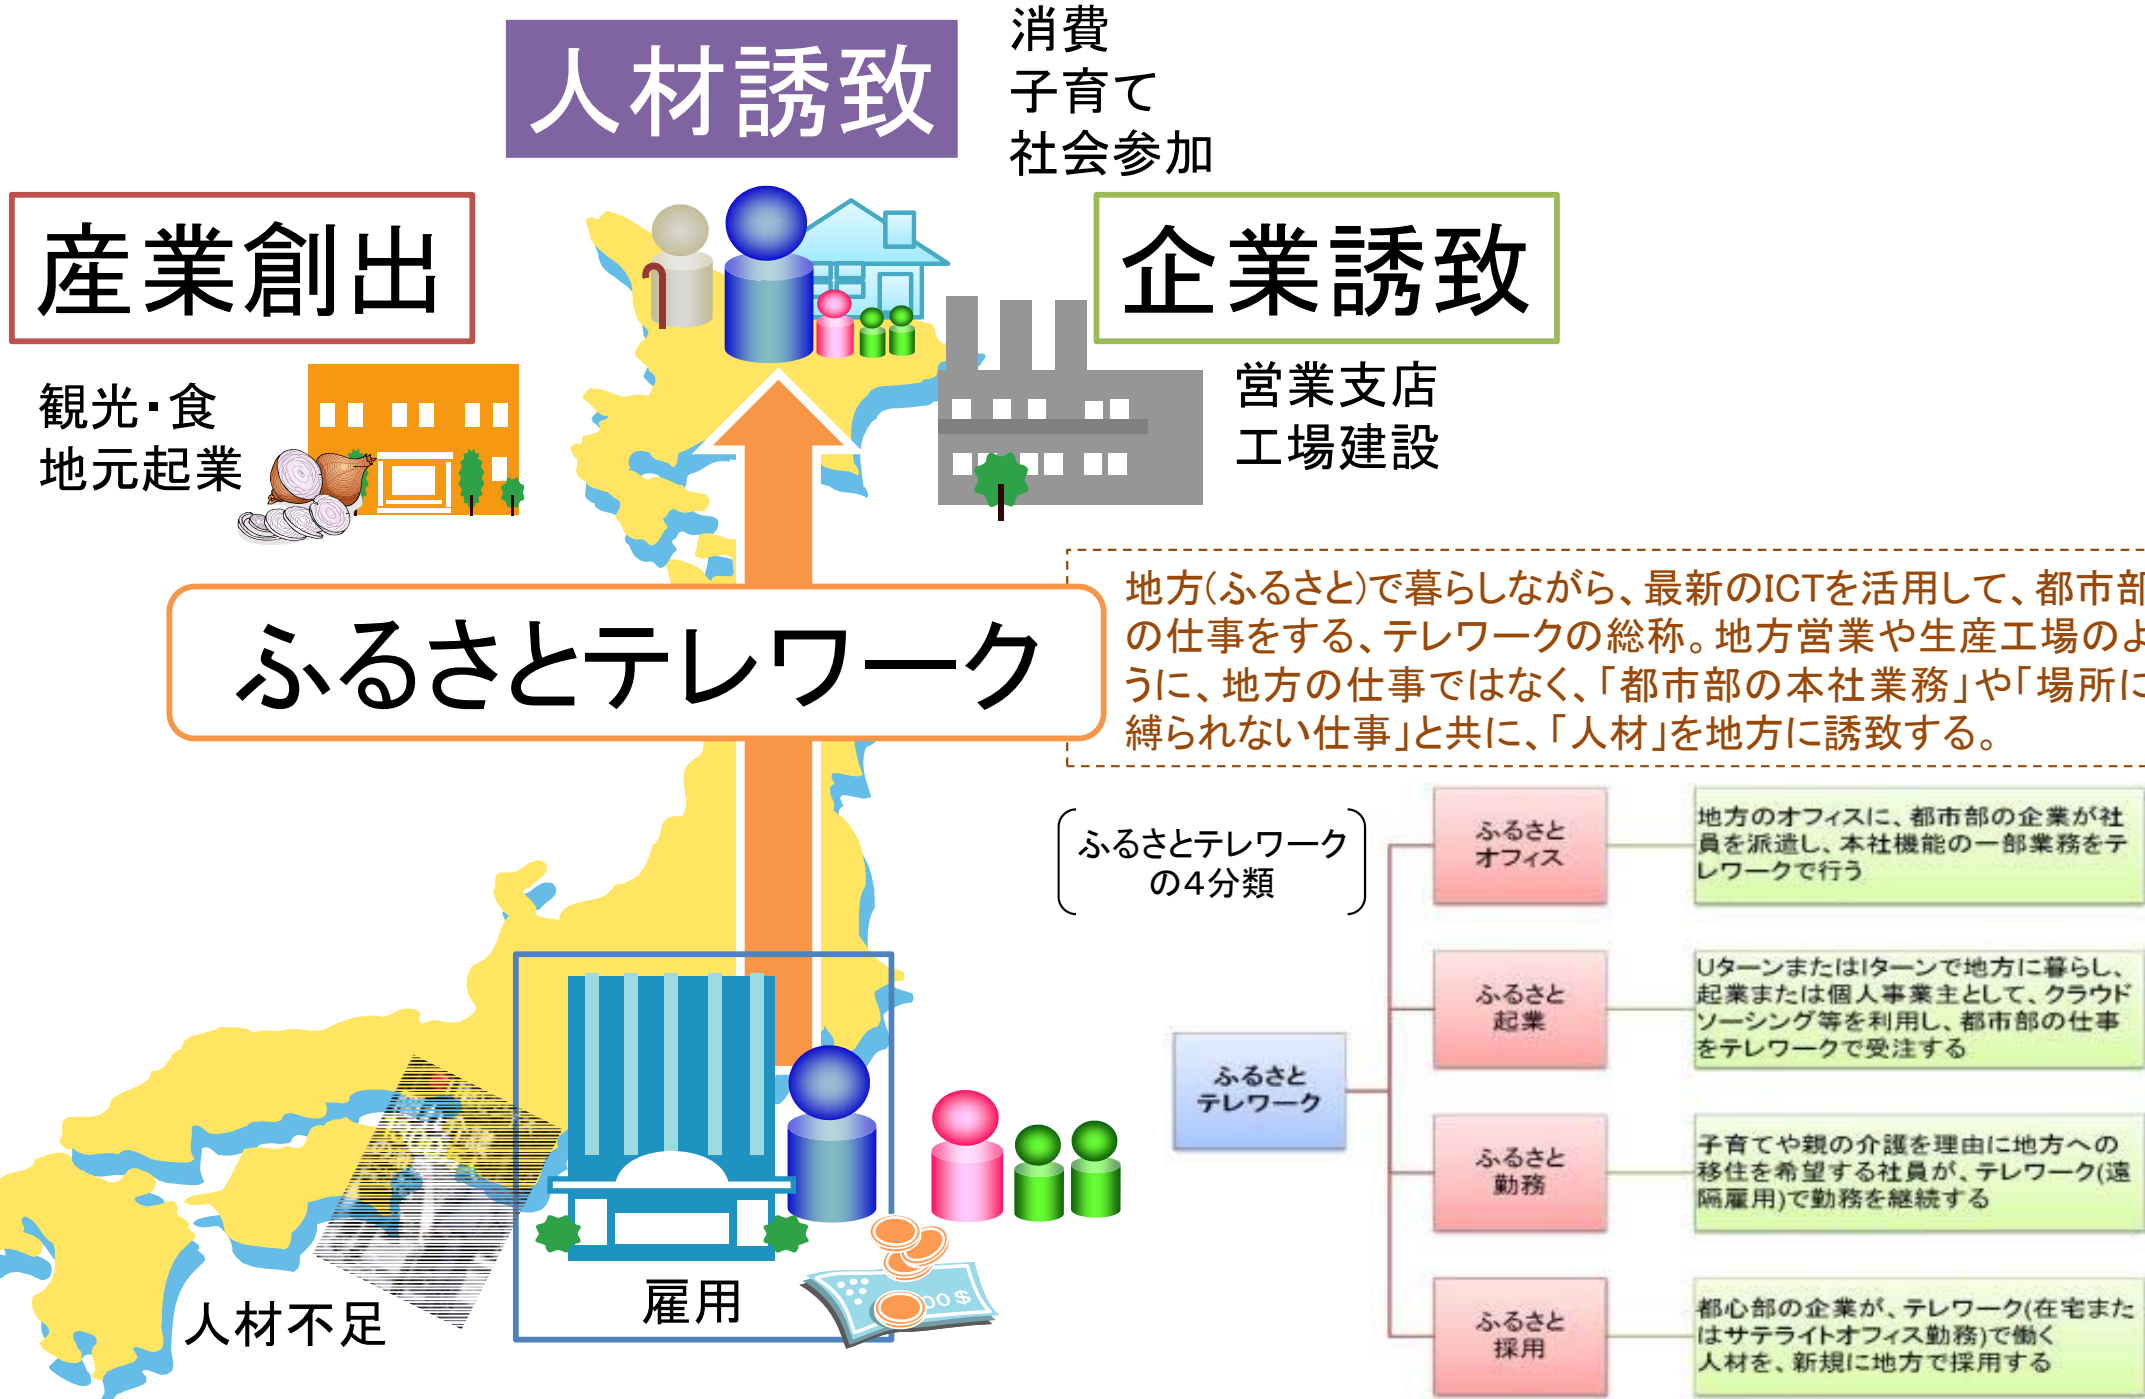 人材誘致
消費
子育て
社会参加
産業創出
企業誘致
観光・食
地元起業
営業支店
工場建設
ふるさとテレワーク
地方(ふるさと)で暮らしながら、最新のICTを活用して、都市部
の仕事をする、テレワークの総称。地方営業や生産工場のよ
うに、地方の仕事ではなく、「都市部の本社業務」や「場所に
縛られない仕事」と共に、「人材」を地方に誘致する。
ふるさとテレワーク
の4分類
ふるさと
テレワーク
ふるさと
オフィス
地方のオフィスに、都市部の企業が社
員を派遣し、本社機能の一部業務をテ
レワークで行う
ふるさと
起業
UターンまたはIターンで地方に暮らし、
起業または個人事業主として、クラウド
ソーシング等を利用し、都市部の仕事
をテレワークで受注する
ふるさと
勤務
子育てや親の介護を理由に地方への
移住を希望する社員が、テレワーク(遠
隔雇用)で勤務を継続する
ふるさと
採用
都心部の企業が、テレワーク(在宅また
はサテライトオフィス勤務)で働く
人材を、新規に地方で採用する
人材不足
雇用
00$